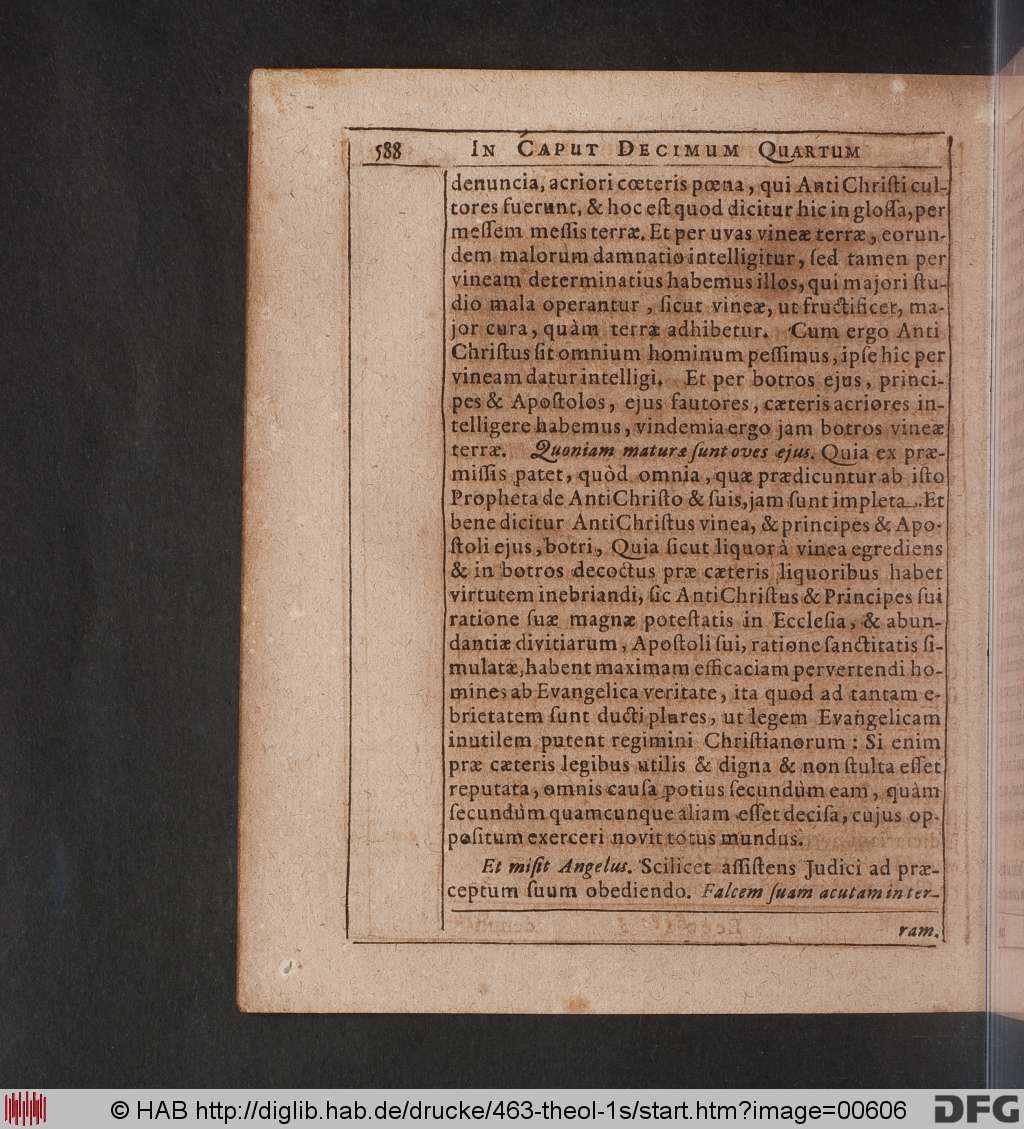 588 In Caput Decimum Quartum
denuncia, acriori cœteris pœna, qui AntiChriſti cul-
tores fuerunt, & hoc eſt quod dicitur hic in gloſſa, per
meſſem meſſis terræ. Et per uvas vineæ terræ, eorun-
dem malorum damnatio intelligitur, ſed tamen per
vineam determinatius habemus illos, qui majori ſtu-
dio mala operantur, ſicut vineæ, ut fructificet, ma-
jor cura, quàm terræ adhibetur. Cum ergo Anti
Chriſtus ſit omnium hominum peſſimus, ipſe hîc per
vineam datur intelligi. Et per botros ejus, princi-
pes & Apoſtolos, ejus fautores, cæteris acriores in-
telligere habemus, vindemia ergo jam botros vineæ
terræ. Quoniam maturæ ſunt oves ejus. Quia ex præ-
miſſis patet, quòd omnia, quæ prædicuntur ab iſto
Propheta de AntiChriſto & ſuis, jam ſunt impleta. Et
bene dicitur AntiChriſtus vinea, & principes & Apo-
ſtoli ejus, botri, Quia ſicut liquor à vinea egrediens
& in botros decoctus præ cæteris liquoribus habet
virtutem inebriandi, ſic AntiChriſtus & Principes ſui
ratione ſuæ magnæ poteſtatis in Eccleſia, & abun-
dantiæ divitiarum, Apoſtoli ſui, ratione ſanctitatis ſi-
mulatæ, habent maximam efficaciam pervertendi ho-
mines ab Evangelica veritate, ita quod ad tantam e-
brietatem ſunt ducti plures, ut legem Evangelicam
inutilem putent regimini Chriſtianorum: Si enim
præ cæteris legibus utilis & digna & non ſtulta eſſet
reputata, omnis cauſa potius ſecundùm eam, quàm
ſecundùm quamcunque aliam eſſet deciſa, cujus op-
poſitum exerceri novit totus mundus.
Et miſit Angelus. Scilicet aſſiſtens Judici ad præ-
ceptum ſuum obediendo. Falcem ſuam acutam in ter-
ram.
© HAB http://diglib.hab.de/drucke/463-theol-1s/start.htm?image=00606
DFG